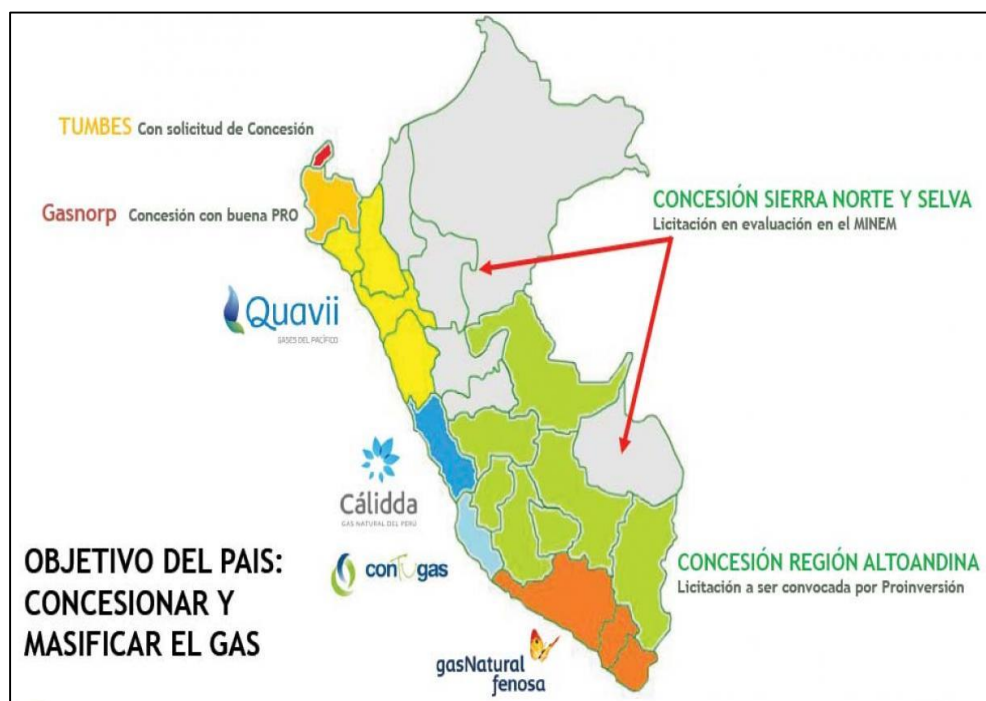 TUMBES Con solicitud de Concesión
Gasnorp Concesión con buena PRO
CONCESIÓN SIERRA NORTE Y SELVA
Licitación en evaluación en el MINEM
Quavii
GASES DEL PACÍFICO
Cálidda
GAS NATURAL DEL PERÚ
conTugas
OBJETIVO DEL PAIS:
CONCESIONAR Y
MASIFICAR EL GAS
CONCESIÓN REGIÓN ALTOANDINA
Licitación a ser convocada por Proinversión
gasNatural
fenosa